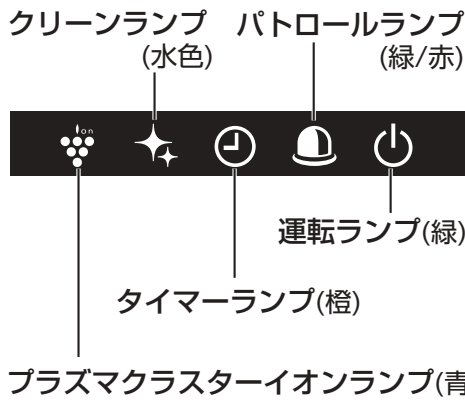 クリーンランプ パトロールランプ
(水色) (緑/赤)
ion
運転ランプ(緑)
タイマーランプ(橙)
プラズマクラスターイオンランプ(青